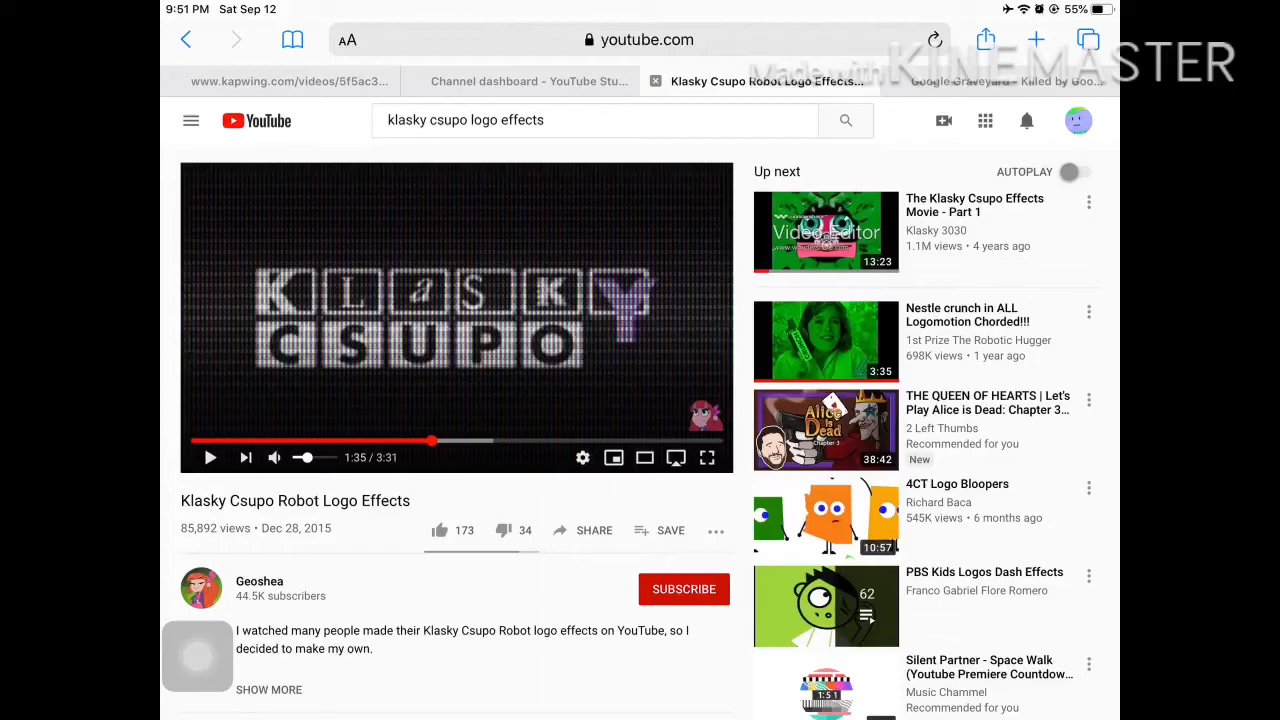 9:51 PM Sat Sep 12
55%
AA
youtube.com
Made with KINEMASTER
www.kapwing.com/videos/5f5ac3...
Channel dashboard - YouTube Stu...
Klasky Csupo Robot Logo Effects...
Google Graveyard - Killed by Goo...
YouTube
klasky csupo logo effects
KLaSKY
CSUPO
1:35 / 3:31
Klasky Csupo Robot Logo Effects
85,892 views • Dec 28, 2015
173
34
SHARE
SAVE
Geoshea
44.5K subscribers
SUBSCRIBE
I watched many people made their Klasky Csupo Robot logo effects on YouTube, so I
decided to make my own.
SHOW MORE
Up next
AUTOPLAY
Video Editor
13:23
The Klasky Csupo Effects
Movie - Part 1
Klasky 3030
1.1M views • 4 years ago
3:35
Nestle crunch in ALL
Logomotion Chorded!!!
1st Prize The Robotic Hugger
698K views • 1 year ago
Alice
is
Dead
Chapter 3
38:42
THE QUEEN OF HEARTS | Let's
Play Alice is Dead: Chapter 3...
2 Left Thumbs
Recommended for you
New
10:57
4CT Logo Bloopers
Richard Baca
545K views • 6 months ago
62
PBS Kids Logos Dash Effects
Franco Gabriel Flore Romero
1:51
Silent Partner - Space Walk
(Youtube Premiere Countdow...
Music Chammel
Recommended for you